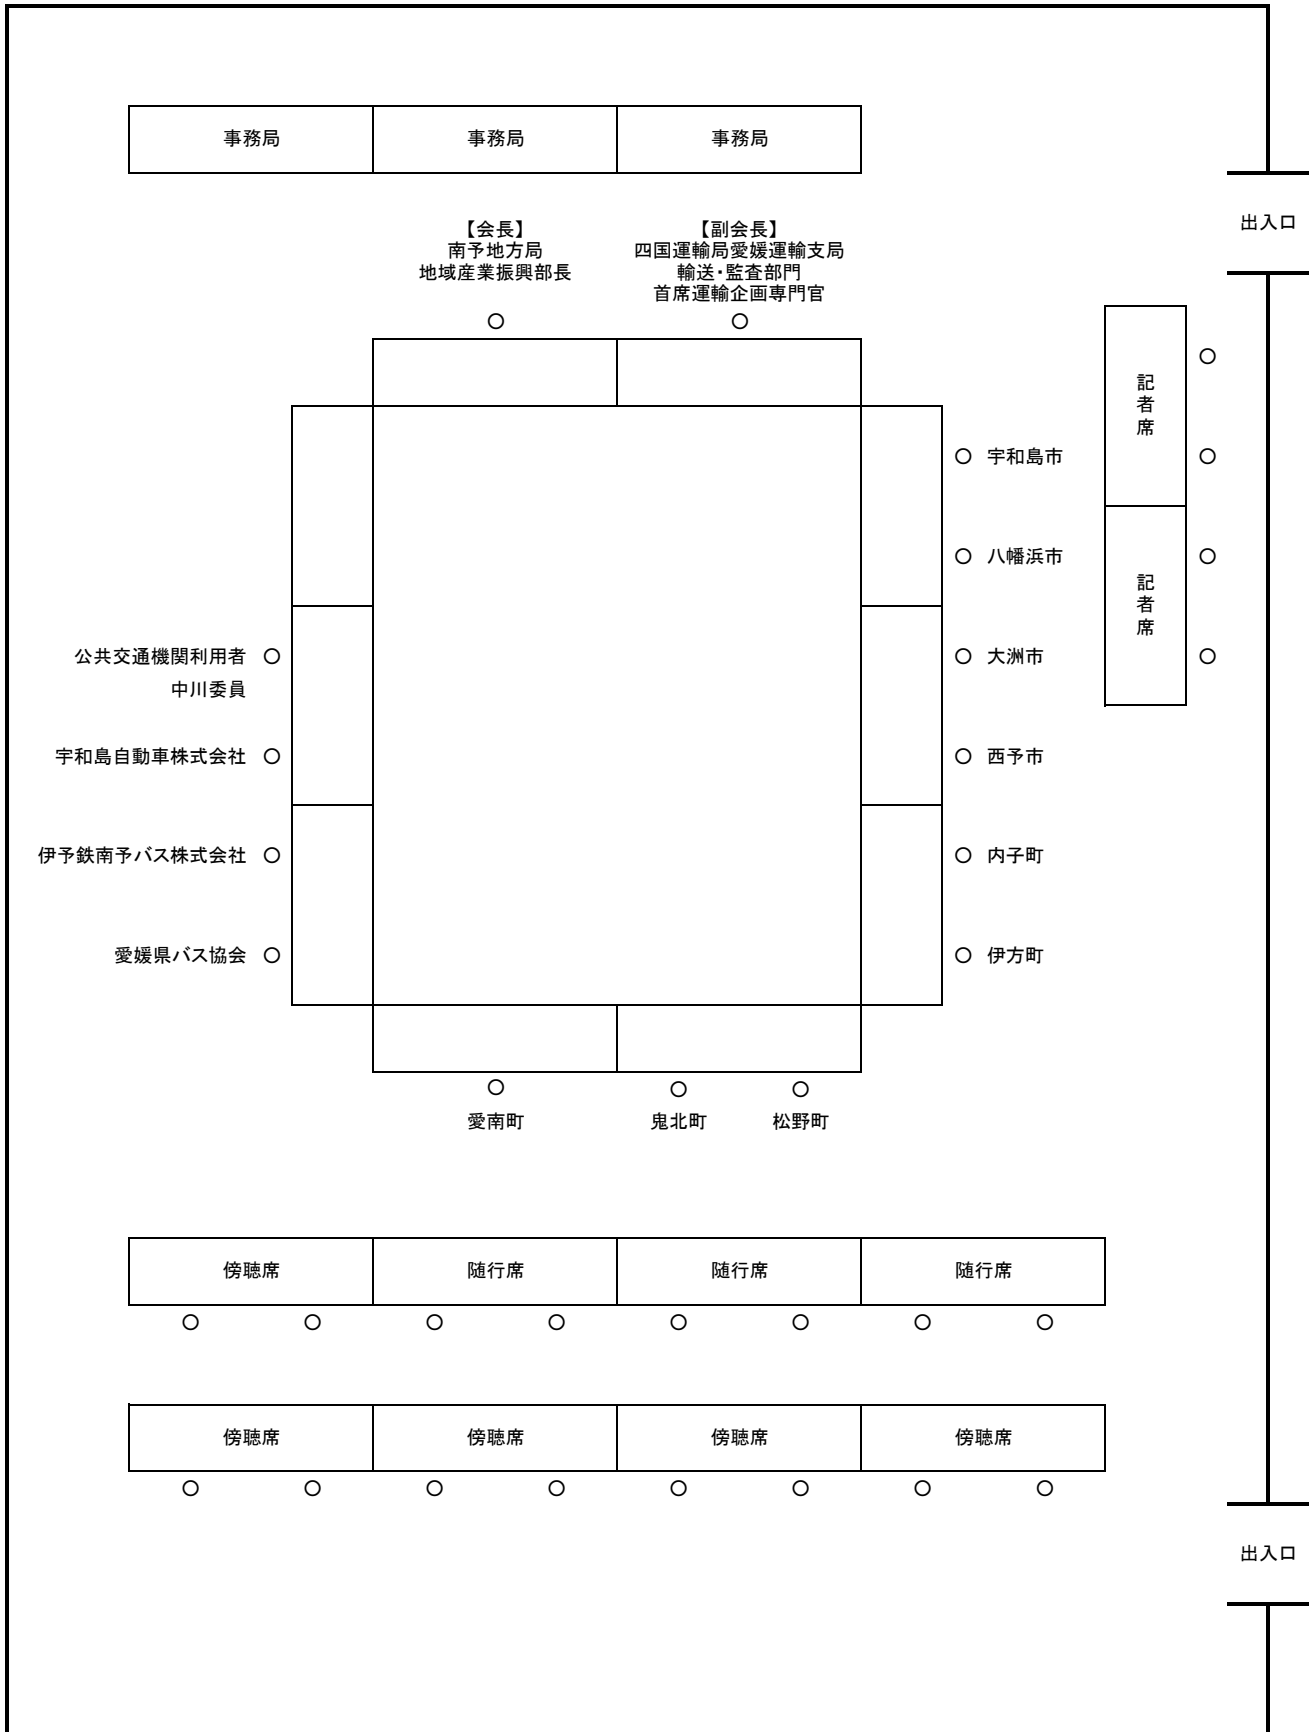 事務局
事務局
事務局
出入口
【会長】
南予地方局
地域産業振興部長
【副会長】
四国運輸局愛媛運輸支局
輸送・監査部門
首席運輸企画専門官
記者席
宇和島市
八幡浜市
記者席
公共交通機関利用者
中川委員
大洲市
宇和島自動車株式会社
西予市
伊予鉄南予バス株式会社
内子町
愛媛県バス協会
伊方町
愛南町
鬼北町
松野町
傍聴席
随行席
随行席
随行席
傍聴席
傍聴席
傍聴席
傍聴席
出入口